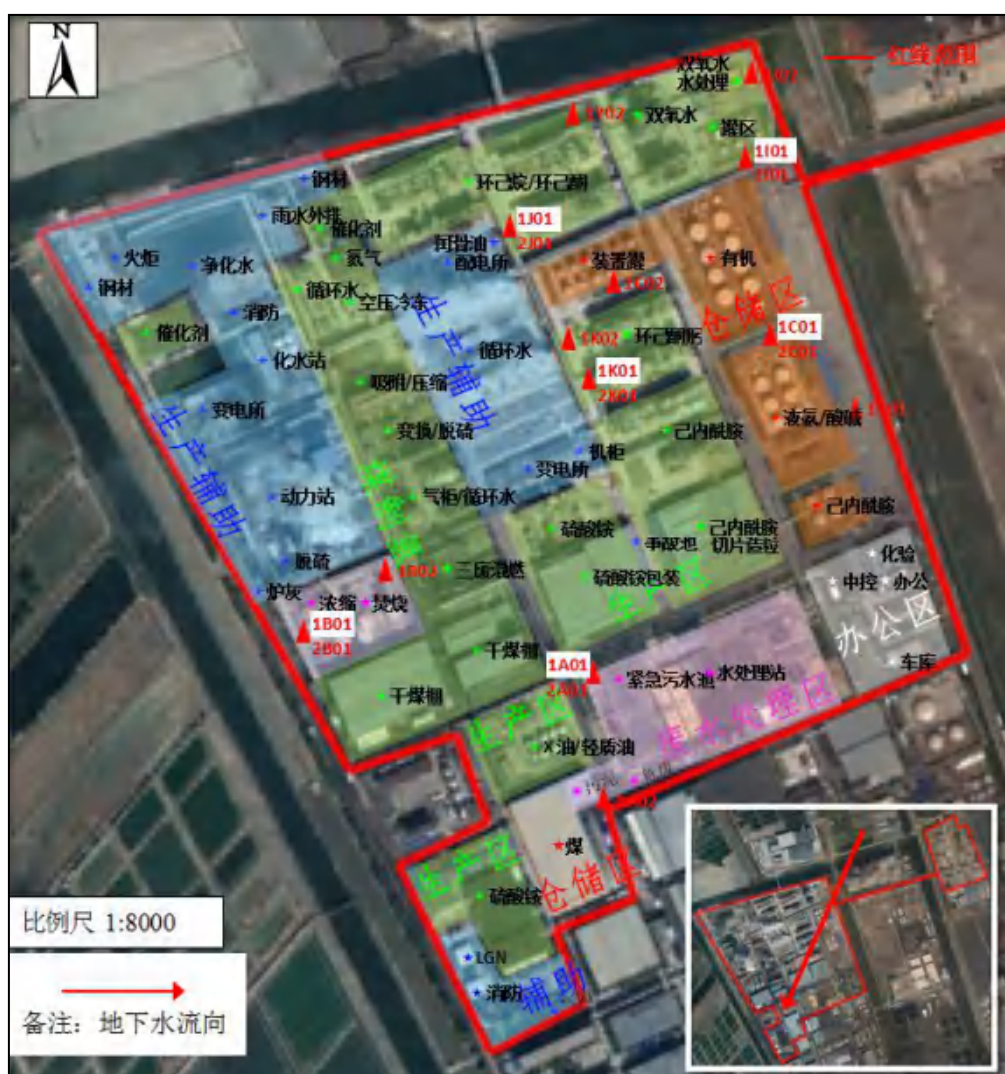 N
红线范围
双氧水
水处理
1I02
双氧水
罐区
1I01
2I01
钢材
环己烷/环己酮
雨水外排
催化剂
1J01
2J01
润滑油
配电所
氮气
火炬
净化水
装置罐
有机
钢材
循环水
空压冷冻
1C02
仓储区
消防
催化剂
1K02
环己酮肟
1C01
2C01
生产辅助
循环水
化水站
吸附/压缩
1K01
2K01
变电所
液氨/酸碱
变换/脱硫
己内酰胺
机柜
变电所
生产辅助
动力站
气柜/循环水
硫酸铵
己内酰胺
己内酰胺
切片造粒
事故池
脱硫
1B02
三废混燃
硫酸铵包装
生产区
化验
中控
办公
办公区
炉灰
浓缩
焚烧
1B01
2B01
车库
干煤棚
1A01
2A01
紧急污水池
水处理站
干煤棚
生产区
废水处理区
X油/轻质油
煤
生产区
仓储区
硫酸铵
比例尺 1:8000
LGN
消防
辅助
备注：地下水流向